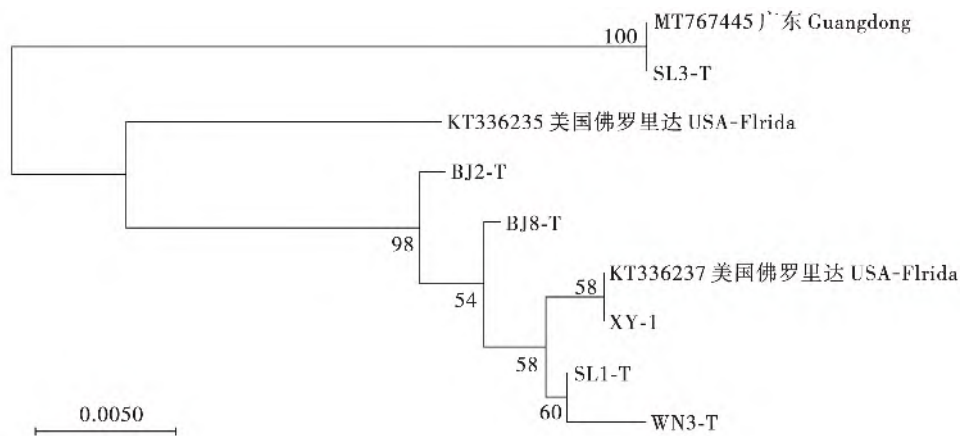 MT767445 广东 Guangdong
100
SL3-T
KT336235 美国佛罗里达 USA-Flrida
BJ2-T
BJ8-T
98
KT336237 美国佛罗里达 USA-Flrida
58
54
XY-1
58
SL1-T
0.0050
60
WN3-T